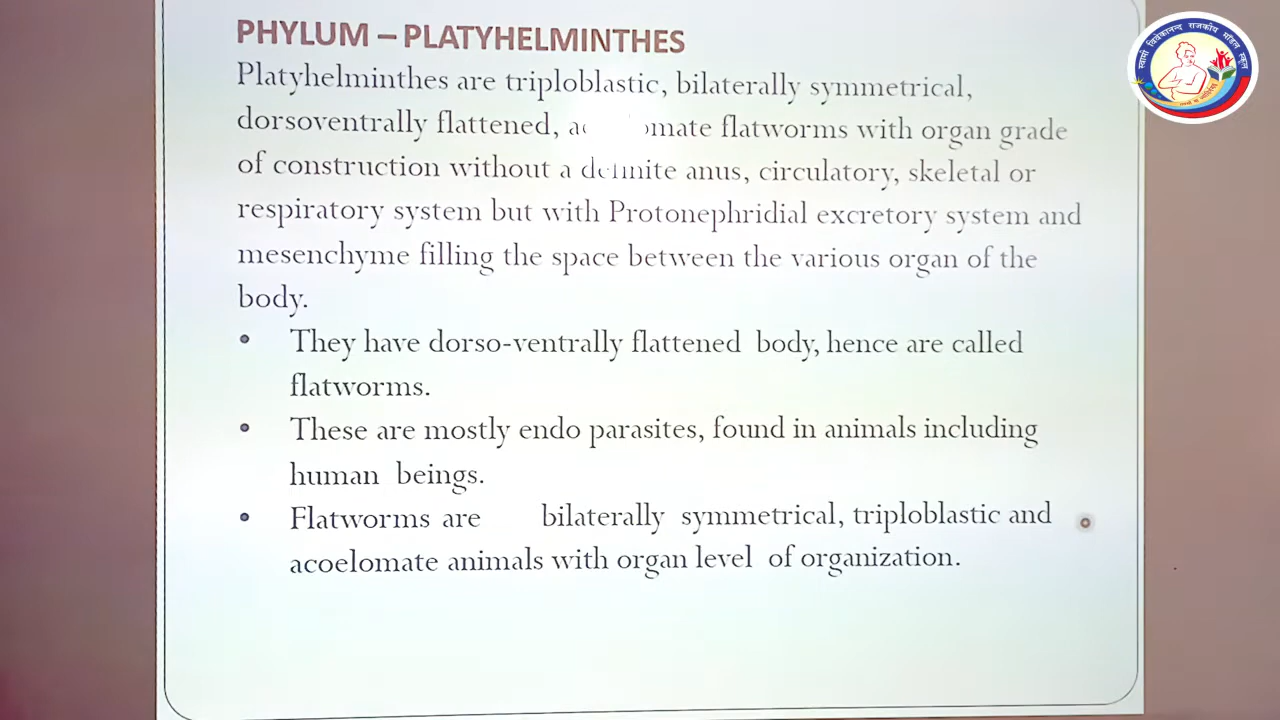 PHYLUM – PLATYHELMINTHES
Platyhelminthes are triploblastic, bilaterally symmetrical,
dorsoventrally flattened, flatworms with organ grade
of construction without a definite anus, circulatory, skeletal or
respiratory system but with Protonephridial excretory system and
mesenchyme filling the space between the various organ of the
body.
• They have dorso-ventrally flattened body, hence are called
flatworms.
• These are mostly endo parasites, found in animals including
human beings.
• Flatworms are bilaterally symmetrical, triploblastic and
acoelomate animals with organ level of organization.
स्वामी विवेकानन्द राजकीय मॉडल स्कूल